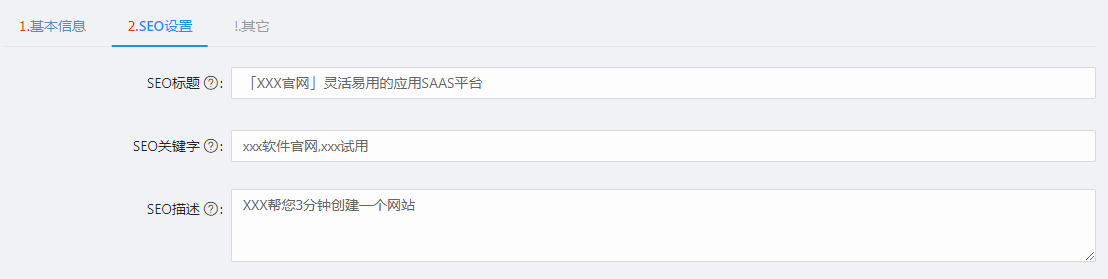 1.基本信息 2.SEO设置 !.其它
SEO标题 ?: 「XXX官网」灵活易用的应用SAAS平台
SEO关键字 ?: xxx软件官网,xxx试用
SEO描述 ?: XXX帮您3分钟创建一个网站